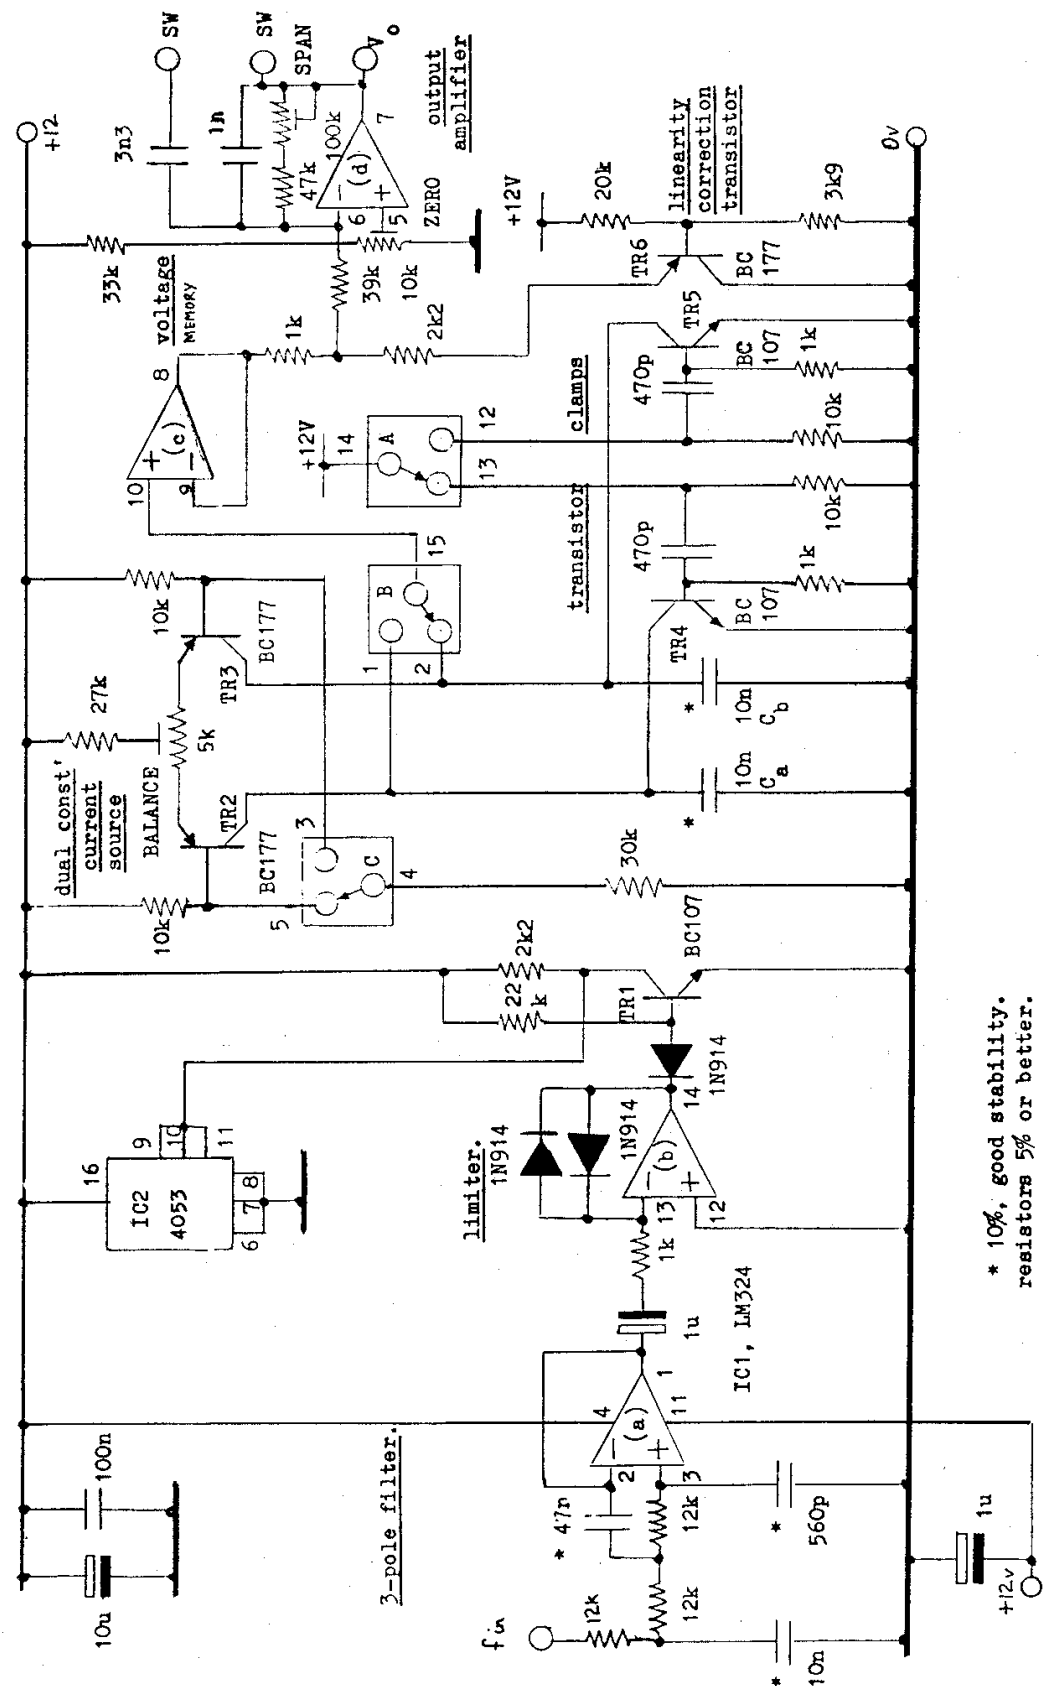 +12
3n3
SW
1n
SW
SPAN
47k
100k
(d)
6
5
7
V
o
output
amplifier
33k
39k
10k
ZERO
voltage
MEMORY
8
(c)
10
9
1k
2k2
+12V
20k
linearity
correction
transistor
3k9
TR6
BC
177
0v
+12V
14
A
12
13
clamps
transistor
TR5
470p
BC
107
1k
10k
10k
470p
1k
BC
107
TR4
15
B
1
2
10k
BC177
TR3
27k
5k
BALANCE
dual const'
current
source
TR2
BC177
10k
3
5
C
4
30k
*
10n
C
b
*
10n
C
a
2k2
22
k
TR1
BC107
16
IC2
4053
9
10
11
6
7
8
limiter.
1N914
1N914
1N914
14
(b)
13
12
1k
1u
IC1, LM324
1
4
(a)
11
2
3
3-pole filter.
* 47n
12k
12k
12k
fin
*
560p
*
10n
100n
10u
1u
+12v
* 10%, good stability.
resistors 5% or better.